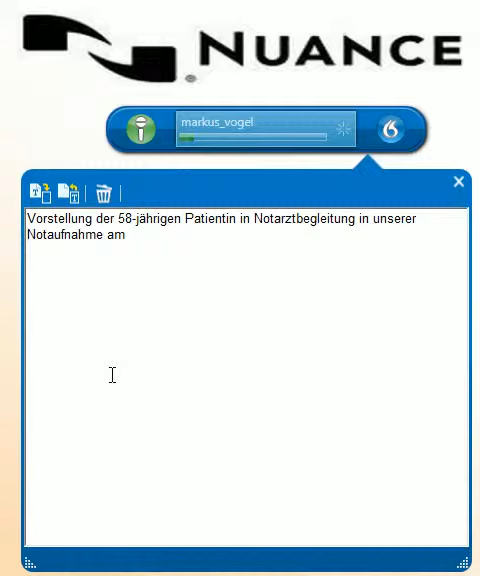 NUANCE
markus_vogel
Vorstellung der 58-jährigen Patientin in Notarztbegleitung in unserer
Notaufnahme am